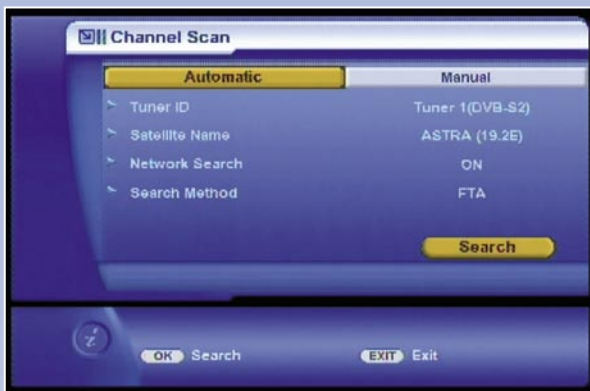 Channel Scan
Automatic Manual
Tuner ID Tuner 1(DVB-S2)
Satellite Name ASTRA (19.2E)
Network Search ON
Search Method FTA
Search
i
OK Search EXIT Exit